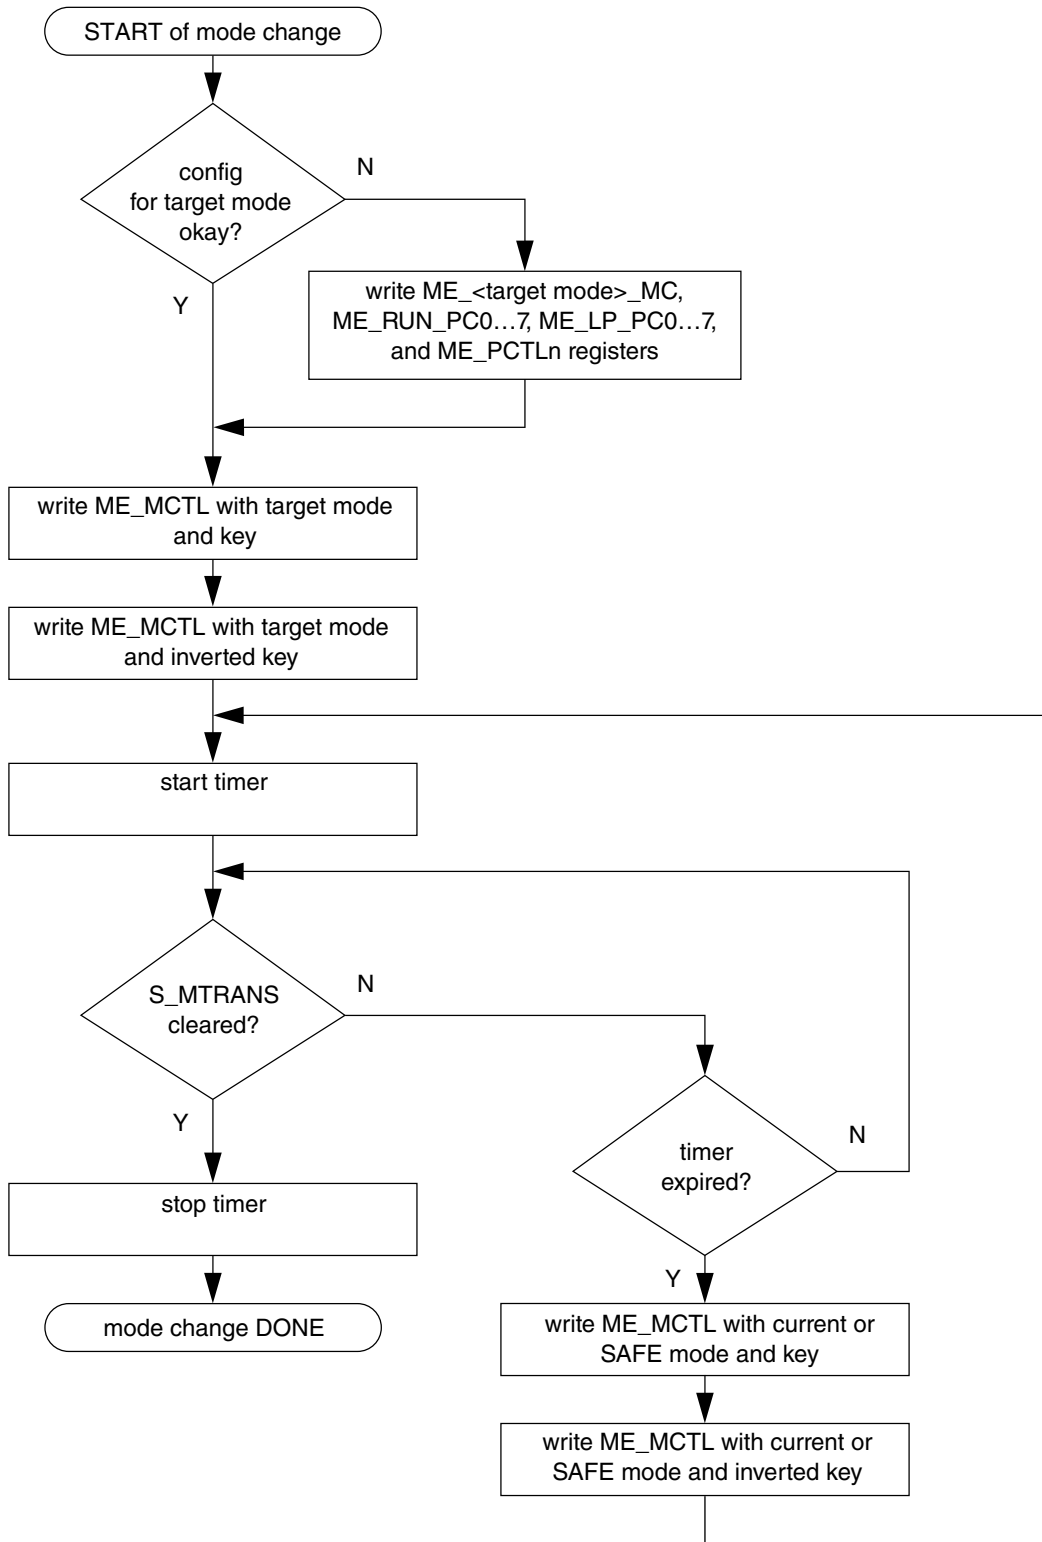 START of mode change
config
for target mode
okay?
N
Y
write ME_<target mode>_MC,
ME_RUN_PC0…7, ME_LP_PC0…7,
and ME_PCTLn registers
write ME_MCTL with target mode
and key
write ME_MCTL with target mode
and inverted key
start timer
S_MTRANS
cleared?
N
Y
timer
expired?
N
Y
stop timer
mode change DONE
write ME_MCTL with current or
SAFE mode and key
write ME_MCTL with current or
SAFE mode and inverted key